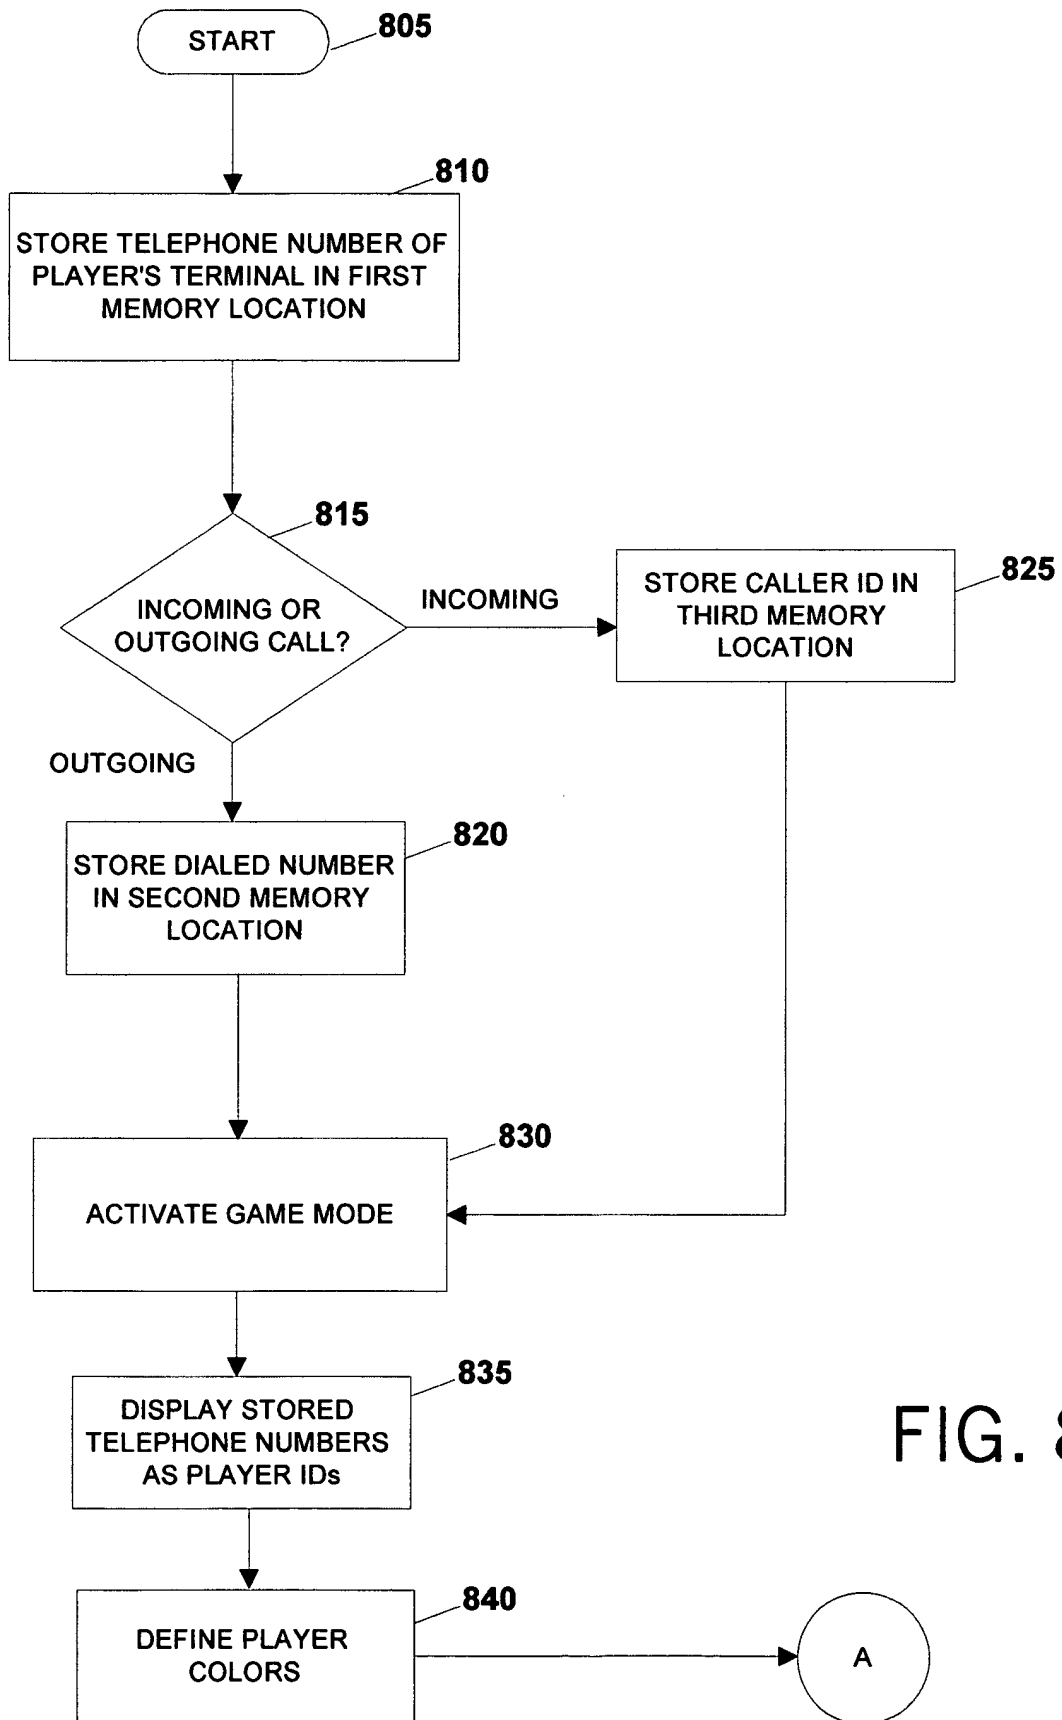 START
805
810
STORE TELEPHONE NUMBER OF
PLAYER'S TERMINAL IN FIRST
MEMORY LOCATION
815
INCOMING OR
OUTGOING CALL?
INCOMING
825
STORE CALLER ID IN
THIRD MEMORY
LOCATION
OUTGOING
820
STORE DIALED NUMBER
IN SECOND MEMORY
LOCATION
830
ACTIVATE GAME MODE
835
DISPLAY STORED
TELEPHONE NUMBERS
AS PLAYER IDs
FIG. 8
840
DEFINE PLAYER
COLORS
A